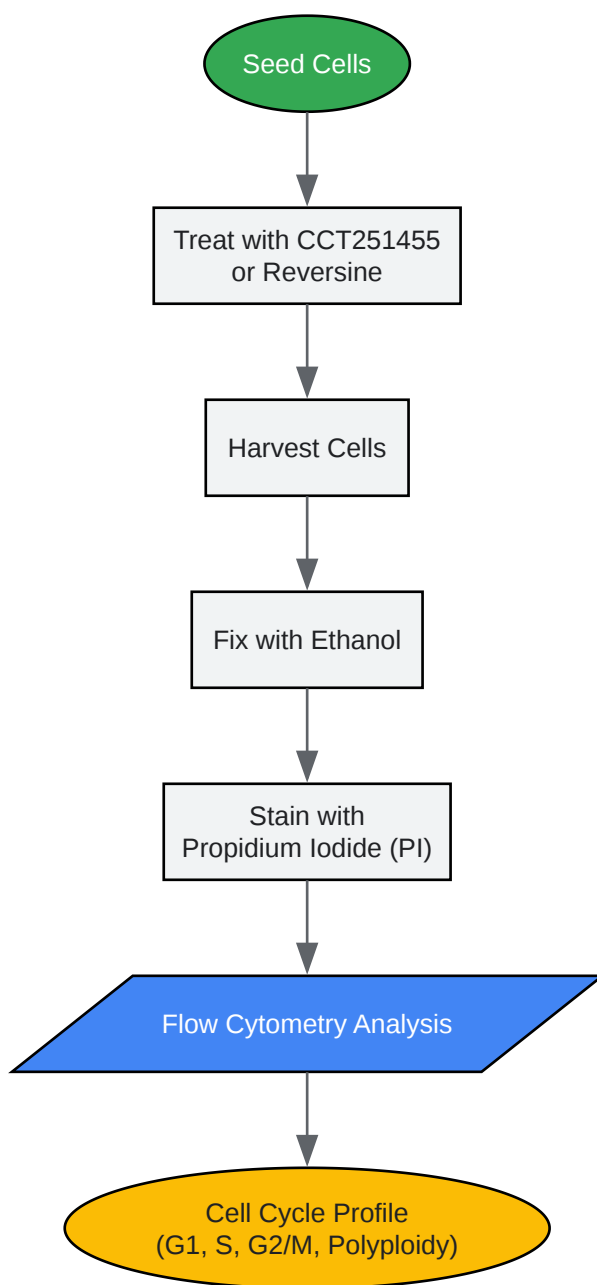 Seed Cells
Treat with CCT251455
or Reversine
Harvest Cells
Fix with Ethanol
Stain with
Propidium Iodide (PI)
Flow Cytometry Analysis
Cell Cycle Profile
(G1, S, G2/M, Polyploidy)